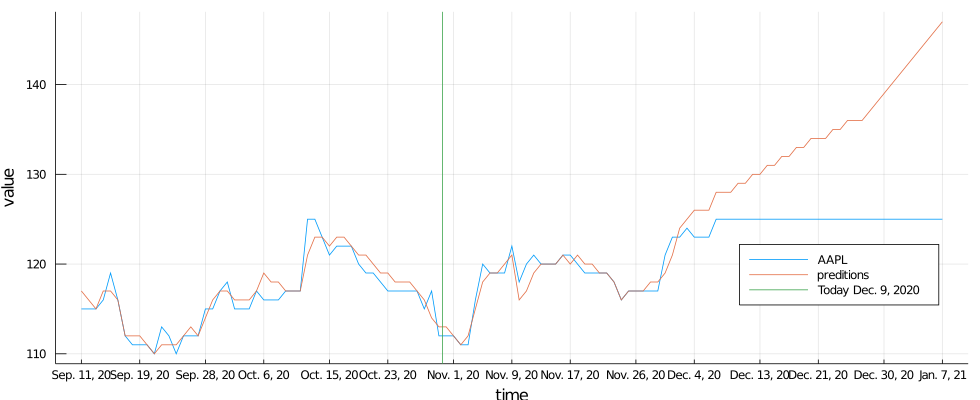 value
140
130
120
110
AAPL
preditions
Today Dec. 9, 2020
Sep. 11, 20 Sep. 19, 20 Sep. 28, 20 Oct. 6, 20 Oct. 15, 20 Oct. 23, 20 Nov. 1, 20 Nov. 9, 20 Nov. 17, 20 Nov. 26, 20 Dec. 4, 20 Dec. 13, 20 Dec. 21, 20 Dec. 30, 20 Jan. 7, 21
time